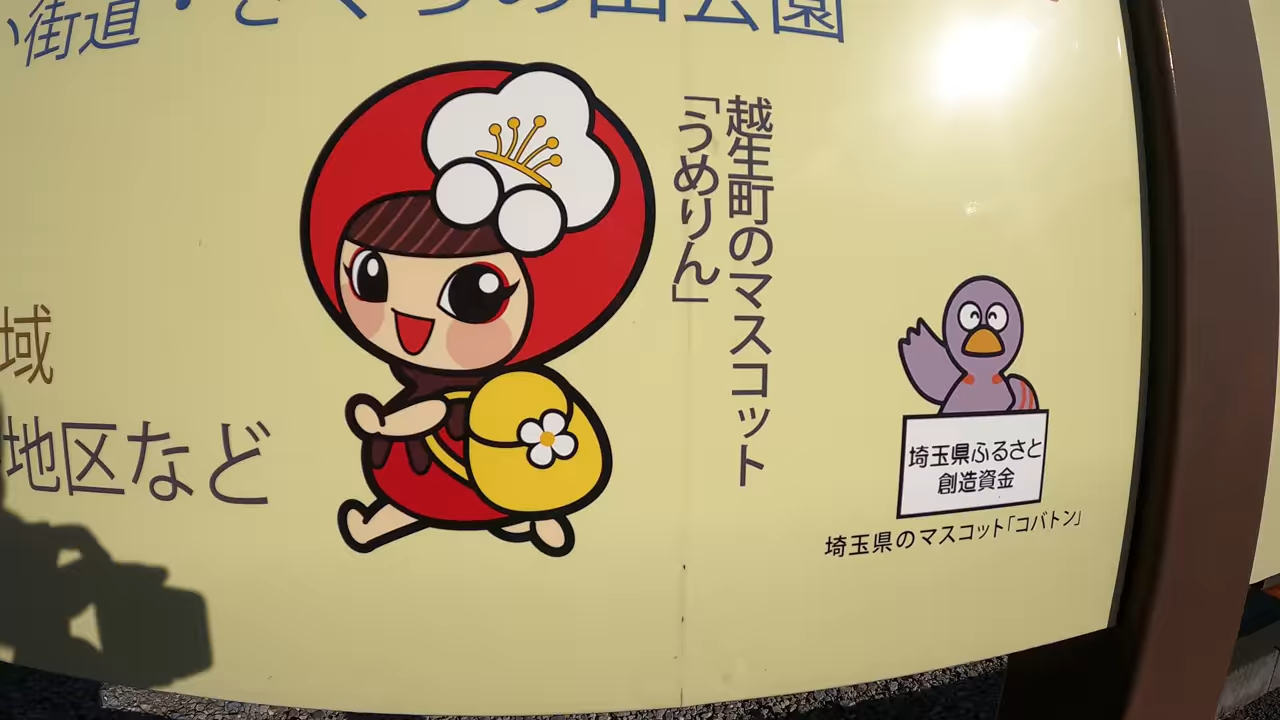 い街道・さくらの山公園
越生町のマスコット
「うめりん」
域
地区など
埼玉県ふるさと
創造資金
埼玉県のマスコット「コバトン」